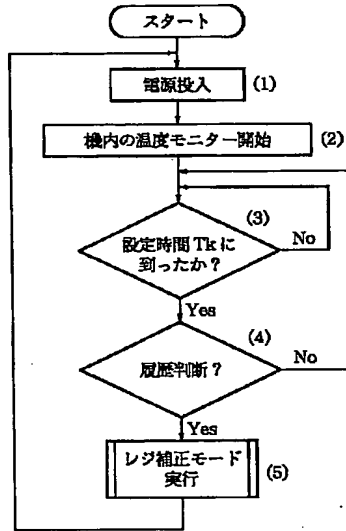 スタート
電源投入 (1)
機内の温度モニター開始 (2)
(3)
設定時間 Tk に
到ったか？
No
Yes
(4)
履歴判断？
No
Yes
レジ補正モード
実行
(5)